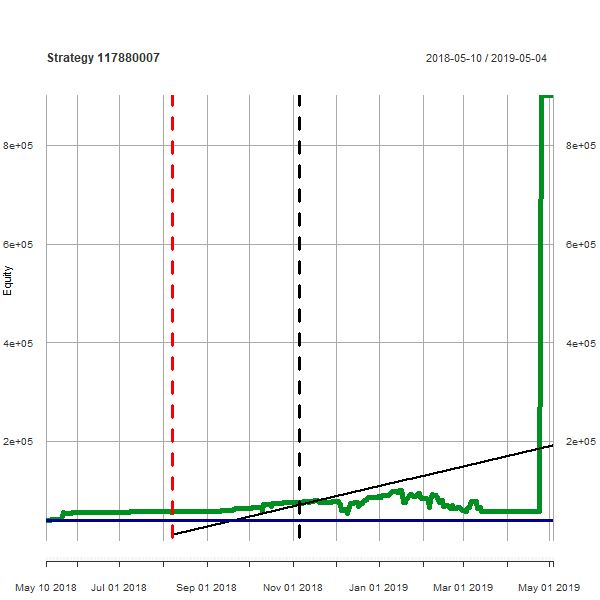 Strategy 117880007
2018-05-10 / 2019-05-04
8e+05
8e+05
6e+05
6e+05
Equity
4e+05
4e+05
2e+05
2e+05
May 10 2018
Jul 01 2018
Sep 01 2018
Nov 01 2018
Jan 01 2019
Mar 01 2019
May 01 2019